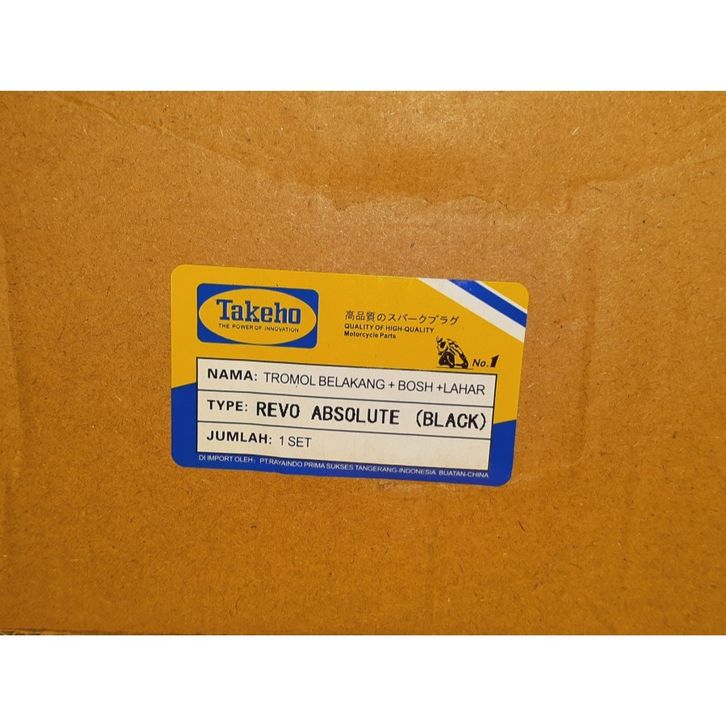 Takeho
THE POWER OF INNOVATION
高品質のスパークプラグ
QUALITY OF HIGH-QUALITY
Motorcycle Parts
No.1
NAMA: TROMOL BELAKANG + BOSH +LAHAR
TYPE: REVO ABSOLUTE (BLACK)
JUMLAH: 1 SET
DI IMPORT OLEH: PT RAYAINDO PRIMA SUKSES TANGERANG-INDONESIA BUATAN-CHINA